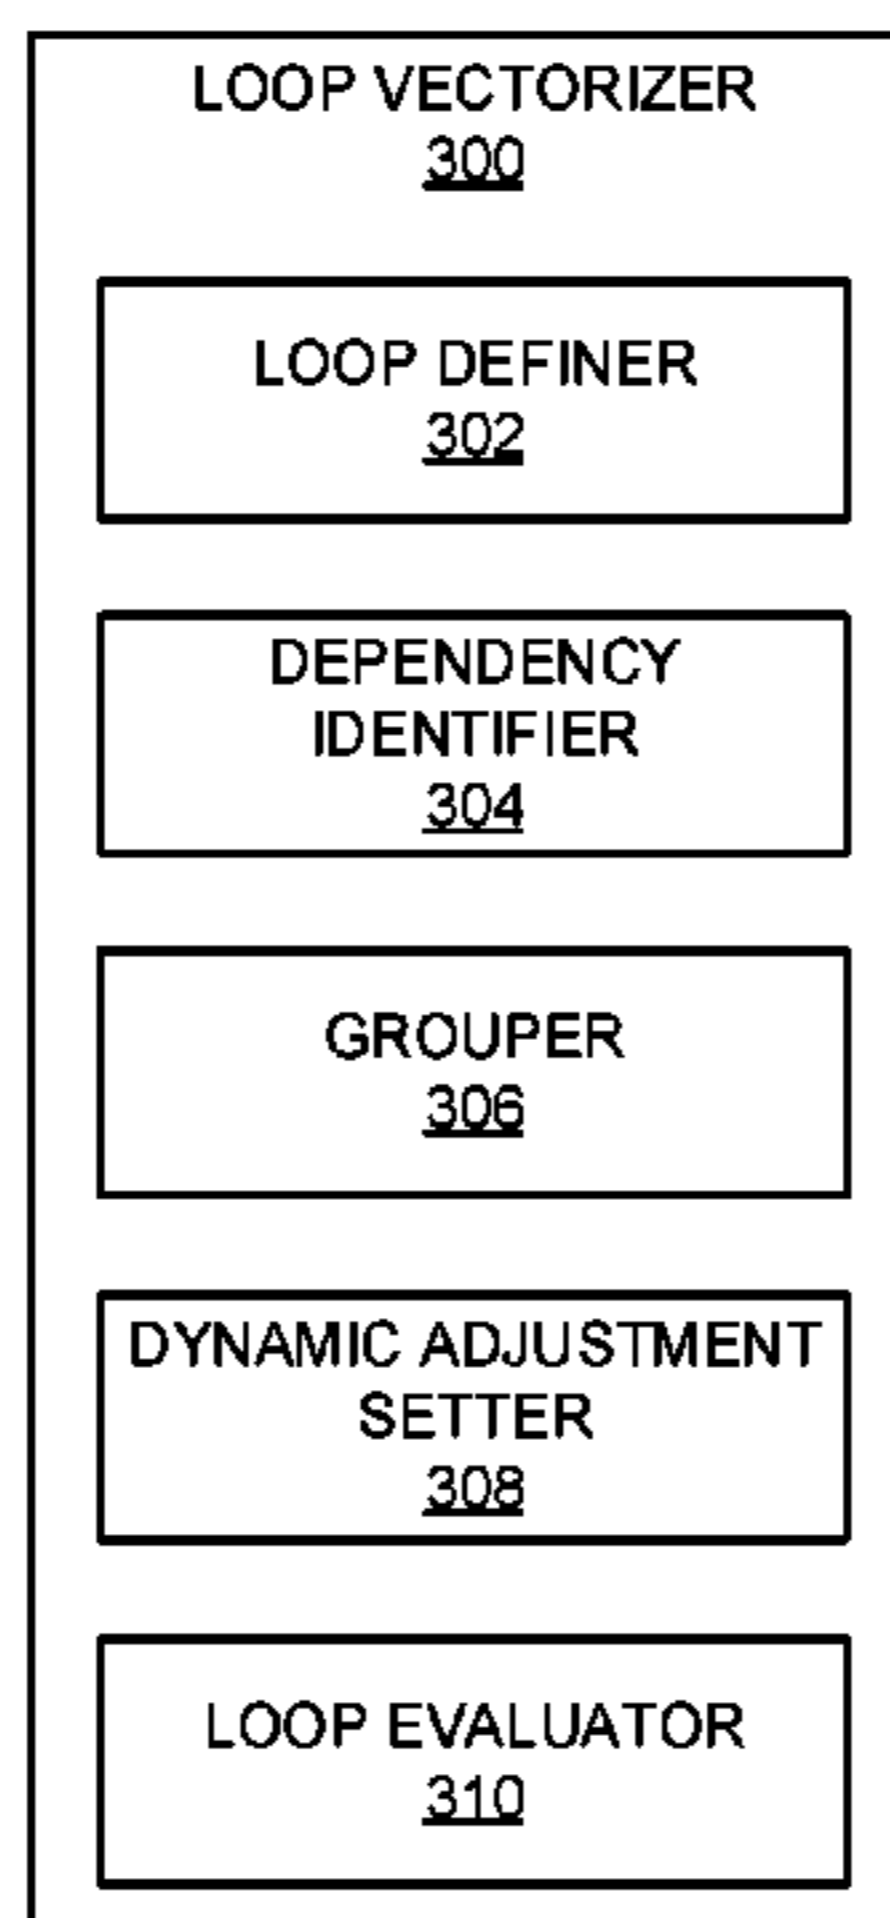 LOOP VECTORIZER
300
LOOP DEFINER
302
DEPENDENCY
IDENTIFIER
304
GROUPER
306
DYNAMIC ADJUSTMENT
SETTER
308
LOOP EVALUATOR
310